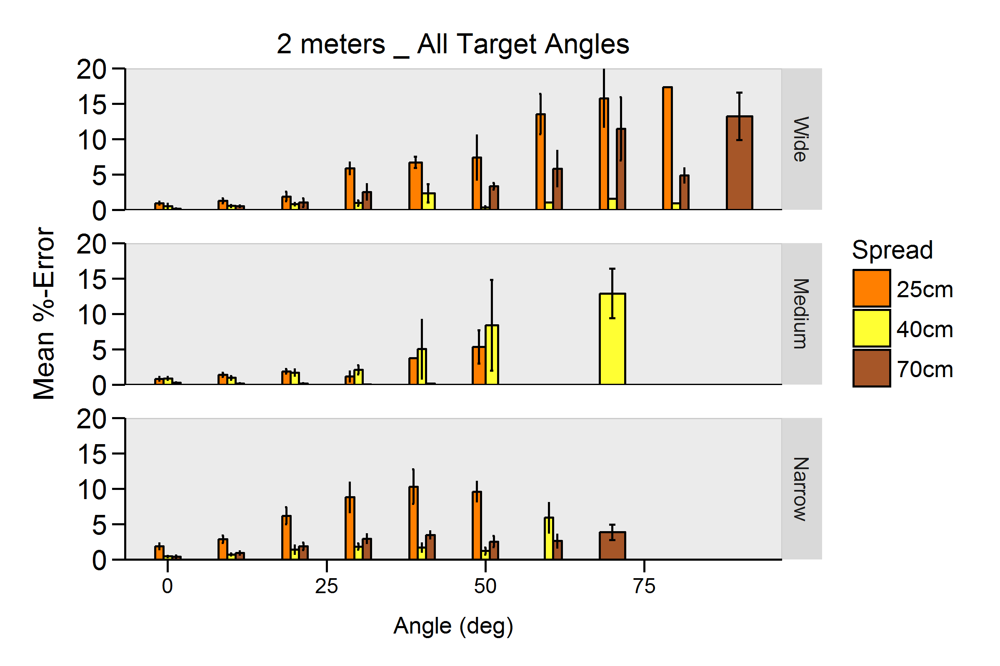 2 meters _ All Target Angles
20
15
10
5
0
Wide
Mean %-Error
20
15
10
5
0
Medium
20
15
10
5
0
Narrow
0
25
50
75
Angle (deg)
Spread
25cm
40cm
70cm